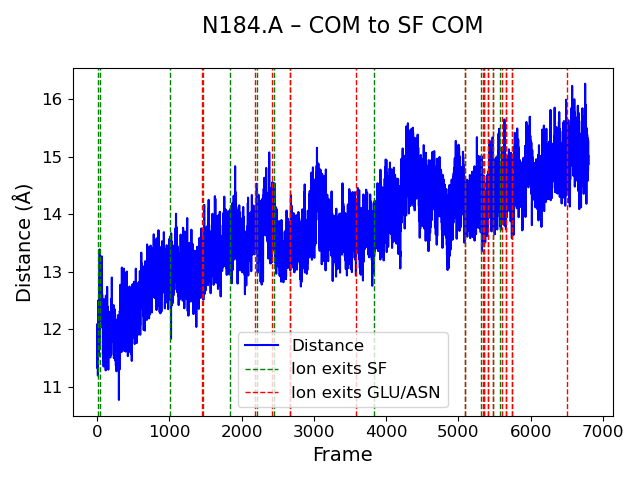 N184.A – COM to SF COM
Distance (Å)
16
15
14
13
12
11
Distance
Ion exits SF
Ion exits GLU/ASN
0 1000 2000 3000 4000 5000 6000 7000
Frame